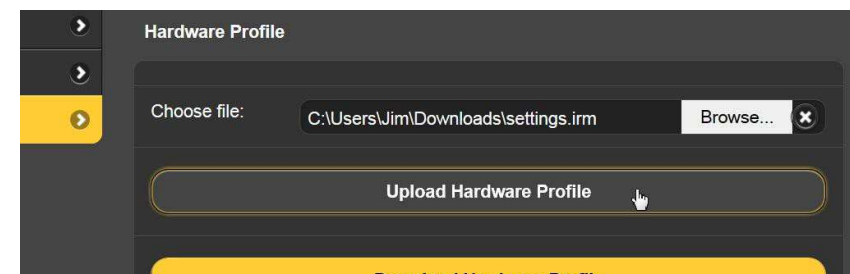 Hardware Profile
Choose file:
C:\Users\Jim\Downloads\settings.irm
Browse...
Upload Hardware Profile